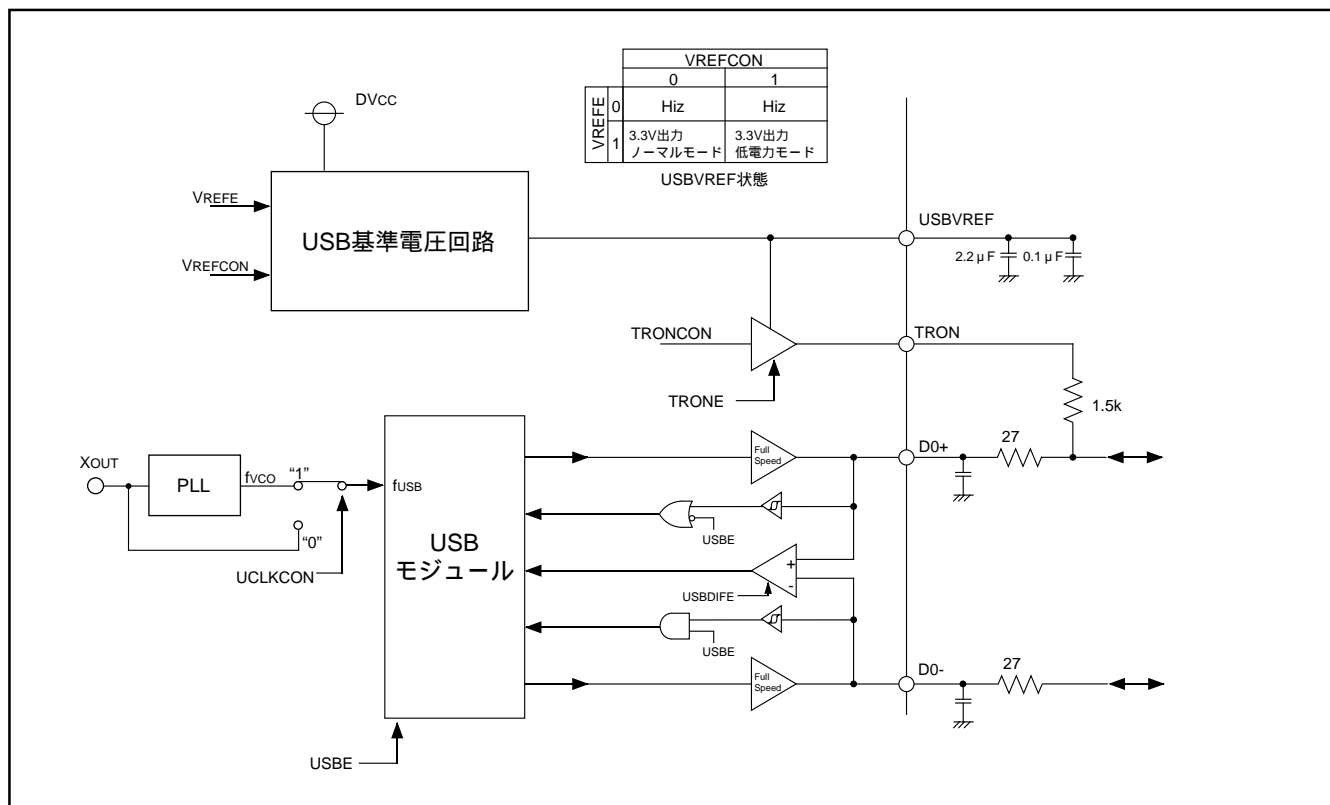 VREFCON
0 1
VREFE
0 Hiz Hiz
1 3.3V出力 3.3V出力
ノーマルモード 低電力モード
USBVREF状態
DVCC
VREFE
VREFCON
USB基準電圧回路
USBVREF
2.2μF 0.1μF
TRONCON
TRON
TRONE
1.5k
XOUT
PLL
fVCO
"1"
"0"
UCLKCON
fUSB
USB
モジュール
USBE
Full
Speed
D0+
27
USBE
+
-
USBDIFE
USBE
Full
Speed
D0-
27